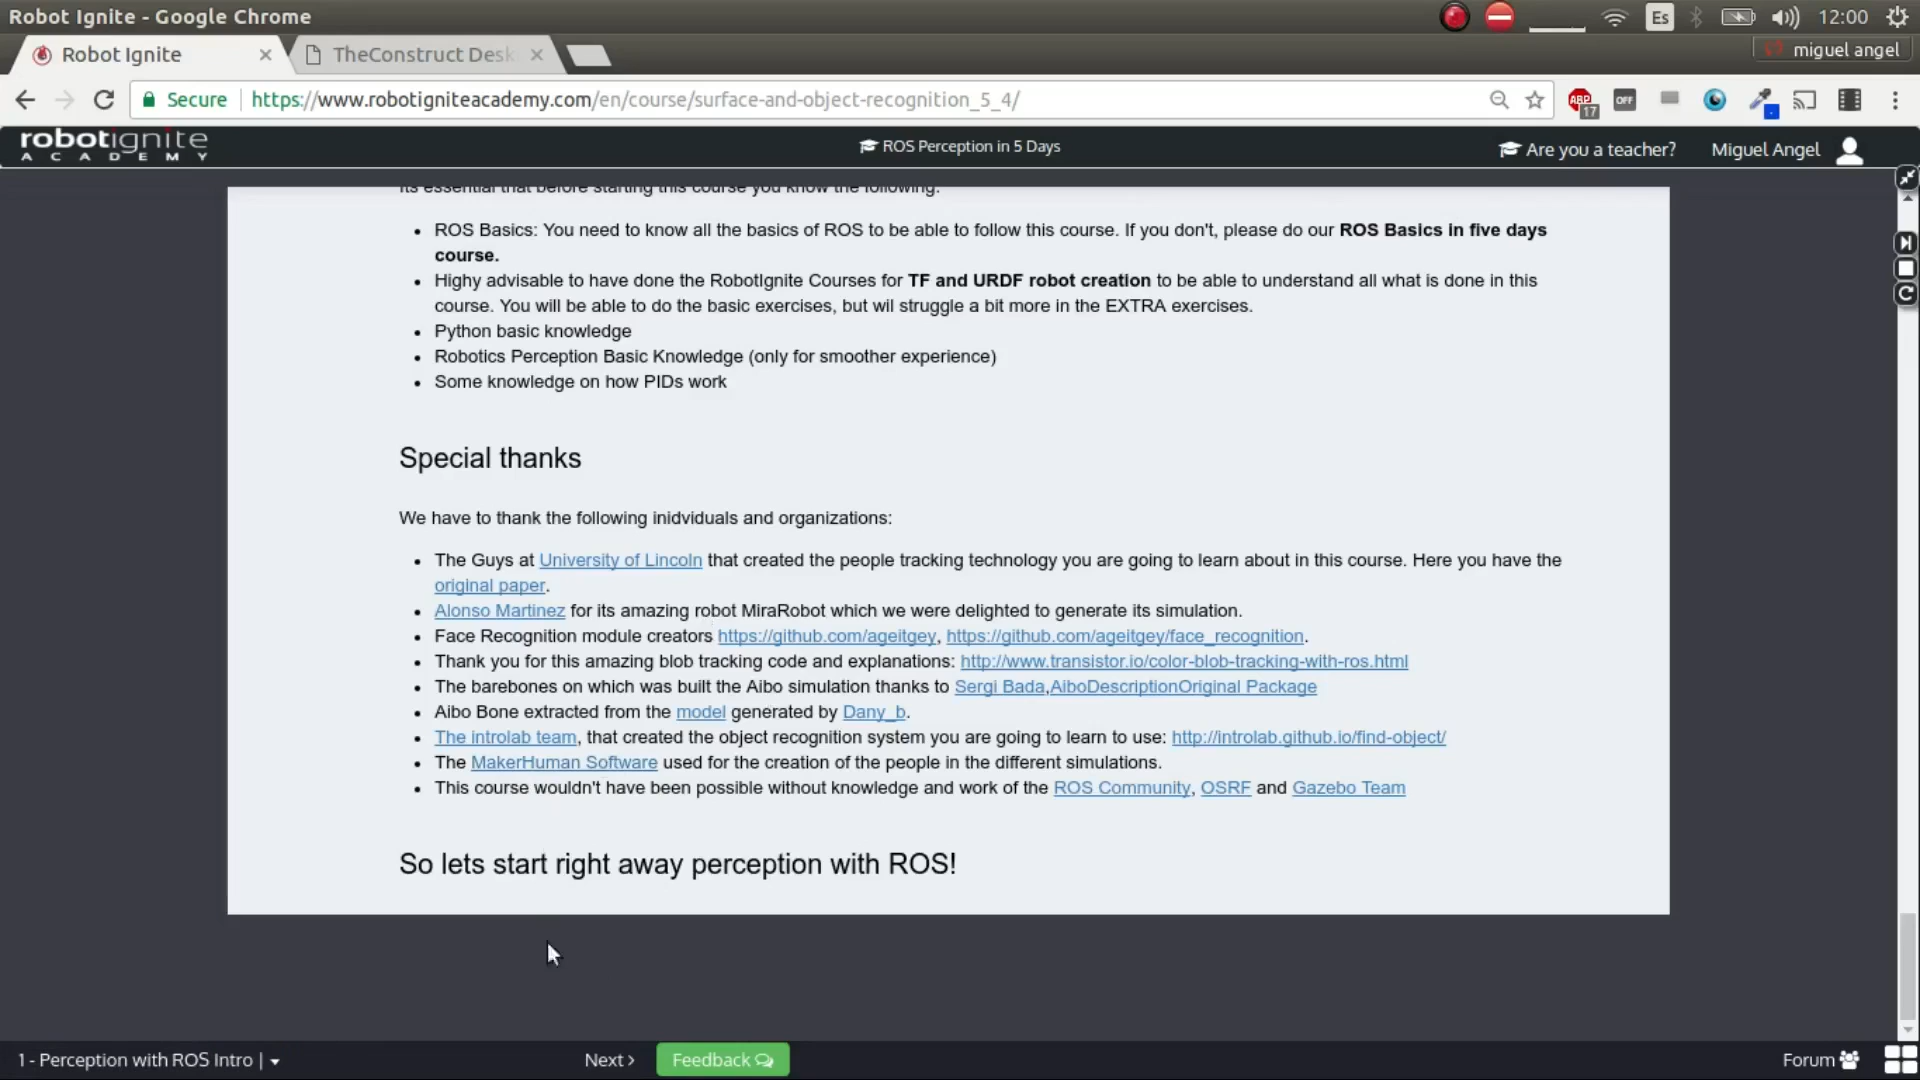 Robot Ignite - Google Chrome
Es
12:00
Robot Ignite
TheConstruct Desk
miguel angel
Secure
https://www.robotigniteacademy.com/en/course/surface-and-object-recognition_5_4/
ABP
17
OFF
robotignite
ACADEMY
ROS Perception in 5 Days
Are you a teacher?
Miguel Angel
Its essential that before starting this course you know the following:
ROS Basics: You need to know all the basics of ROS to be able to follow this course. If you don't, please do our ROS Basics in five days
course.
Highy advisable to have done the RobotIgnite Courses for TF and URDF robot creation to be able to understand all what is done in this
course. You will be able to do the basic exercises, but wil struggle a bit more in the EXTRA exercises.
Python basic knowledge
Robotics Perception Basic Knowledge (only for smoother experience)
Some knowledge on how PIDs work
Special thanks
We have to thank the following inidviduals and organizations:
The Guys at University of Lincoln that created the people tracking technology you are going to learn about in this course. Here you have the
original paper.
Alonso Martinez for its amazing robot MiraRobot which we were delighted to generate its simulation.
Face Recognition module creators https://github.com/ageitgey, https://github.com/ageitgey/face_recognition.
Thank you for this amazing blob tracking code and explanations: http://www.transistor.io/color-blob-tracking-with-ros.html
The barebones on which was built the Aibo simulation thanks to Sergi Bada,AiboDescriptionOriginal Package
Aibo Bone extracted from the model generated by Dany_b.
The introlab team, that created the object recognition system you are going to learn to use: http://introlab.github.io/find-object/
The MakerHuman Software used for the creation of the people in the different simulations.
This course wouldn't have been possible without knowledge and work of the ROS Community, OSRF and Gazebo Team
So lets start right away perception with ROS!
1 - Perception with ROS Intro |
Next >
Feedback
Forum